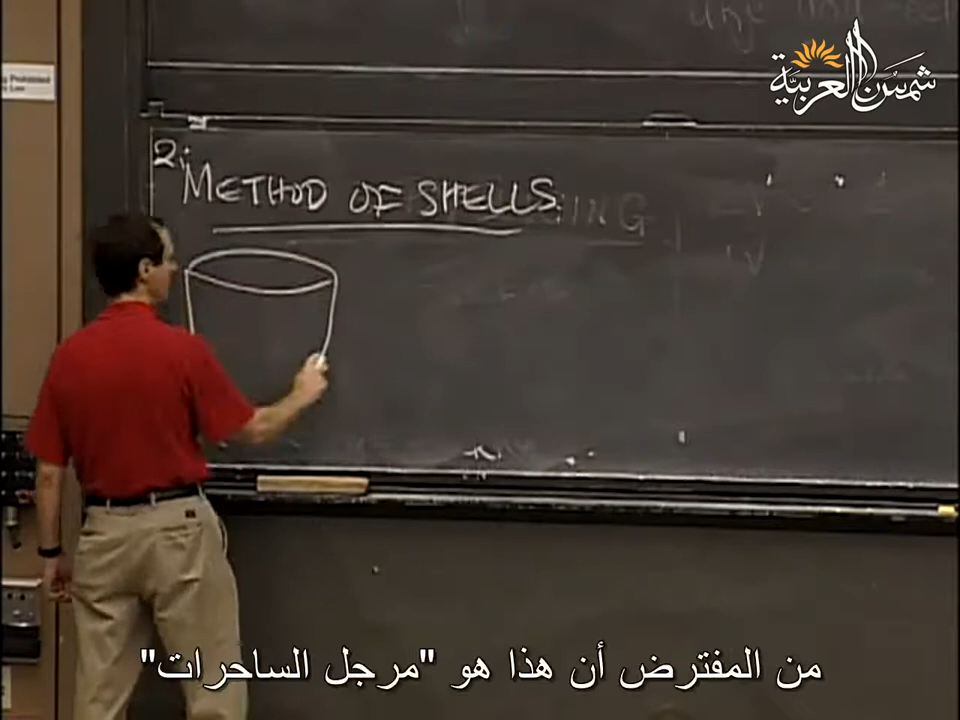 شمس العربية
2.
METHOD OF SHELLS
من المفترض أن هذا هو "مرجل الساحرات"